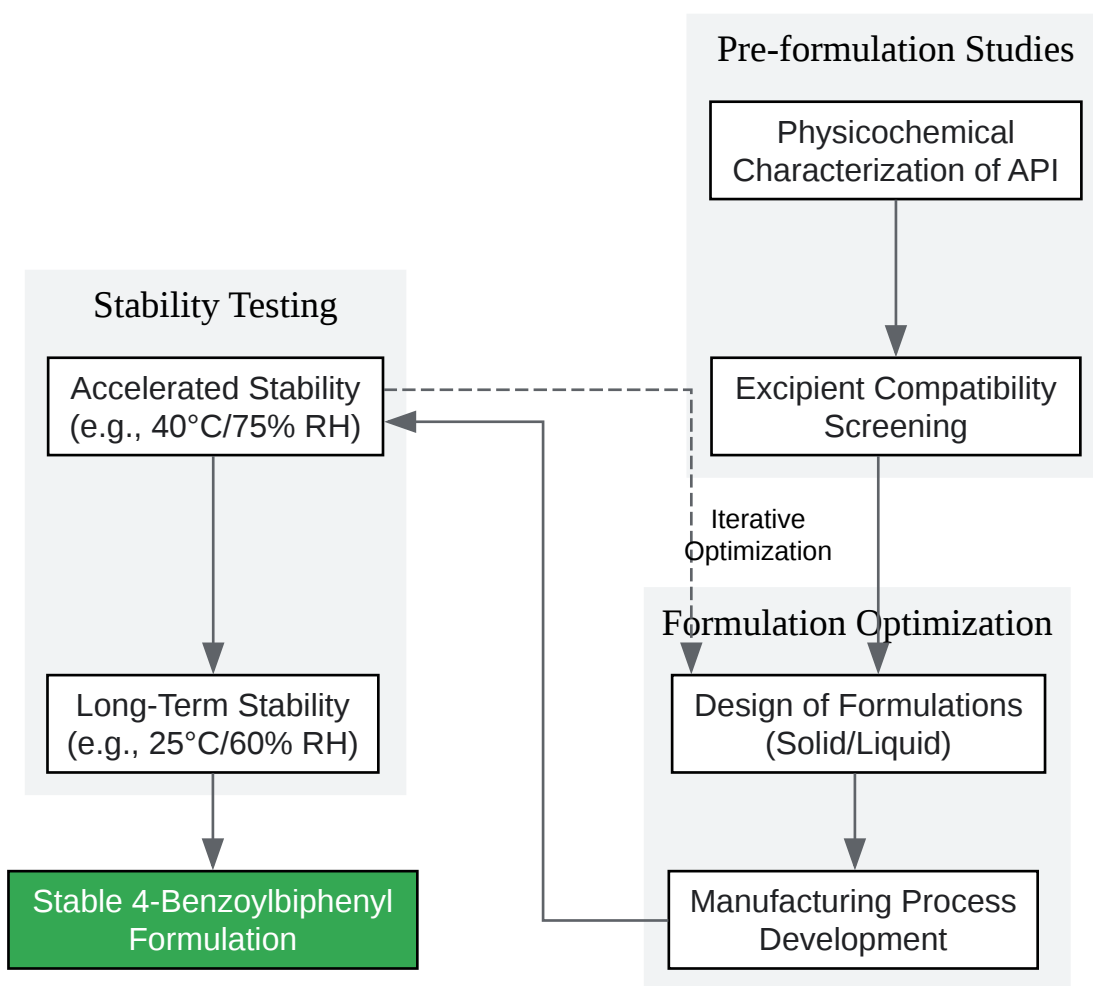 Pre-formulation Studies
Physicochemical
Characterization of API
Excipient Compatibility
Screening
Iterative
Optimization
Formulation Optimization
Design of Formulations
(Solid/Liquid)
Manufacturing Process
Development
Stability Testing
Accelerated Stability
(e.g., 40°C/75% RH)
Long-Term Stability
(e.g., 25°C/60% RH)
Stable 4-Benzoylbiphenyl
Formulation